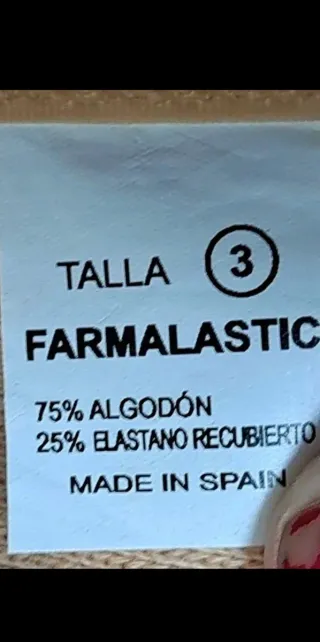 TALLA 3
FARMALASTIC
75% ALGODÓN
25% ELASTANO RECUBIERTO
MADE IN SPAIN